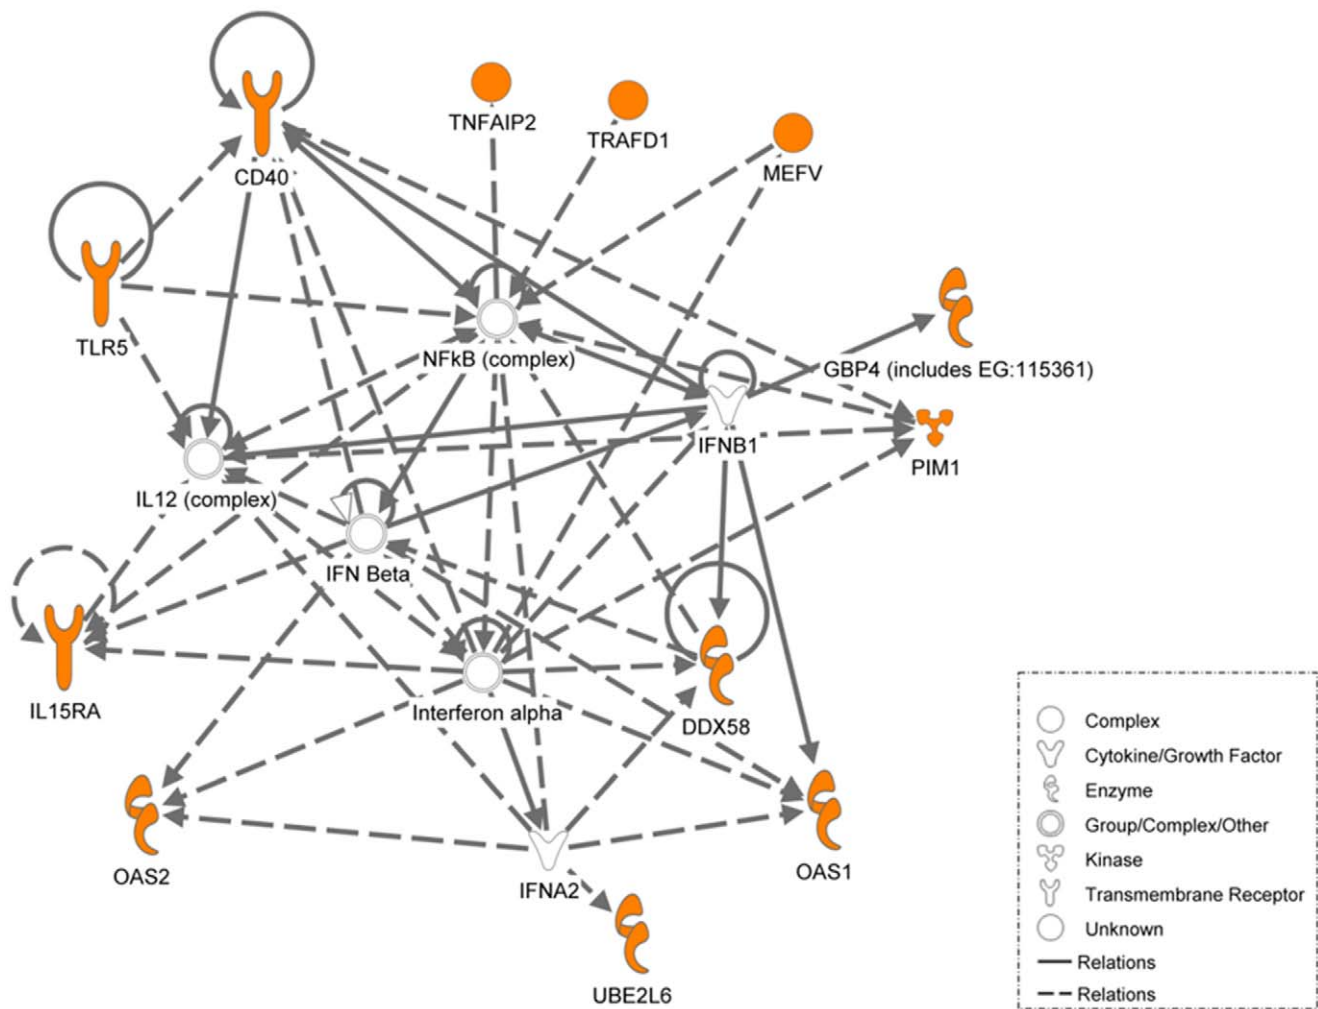 TNFAIP2
TRAFD1
MEFV
CD40
TLR5
NFkB (complex)
GBP4 (includes EG:115361)
IFNB1
PIM1
IL12 (complex)
IFN Beta
IL15RA
Interferon alpha
DDX58
OAS2
IFNA2
OAS1
UBE2L6
Complex
Cytokine/Growth Factor
Enzyme
Group/Complex/Other
Kinase
Transmembrane Receptor
Unknown
Relations
Relations